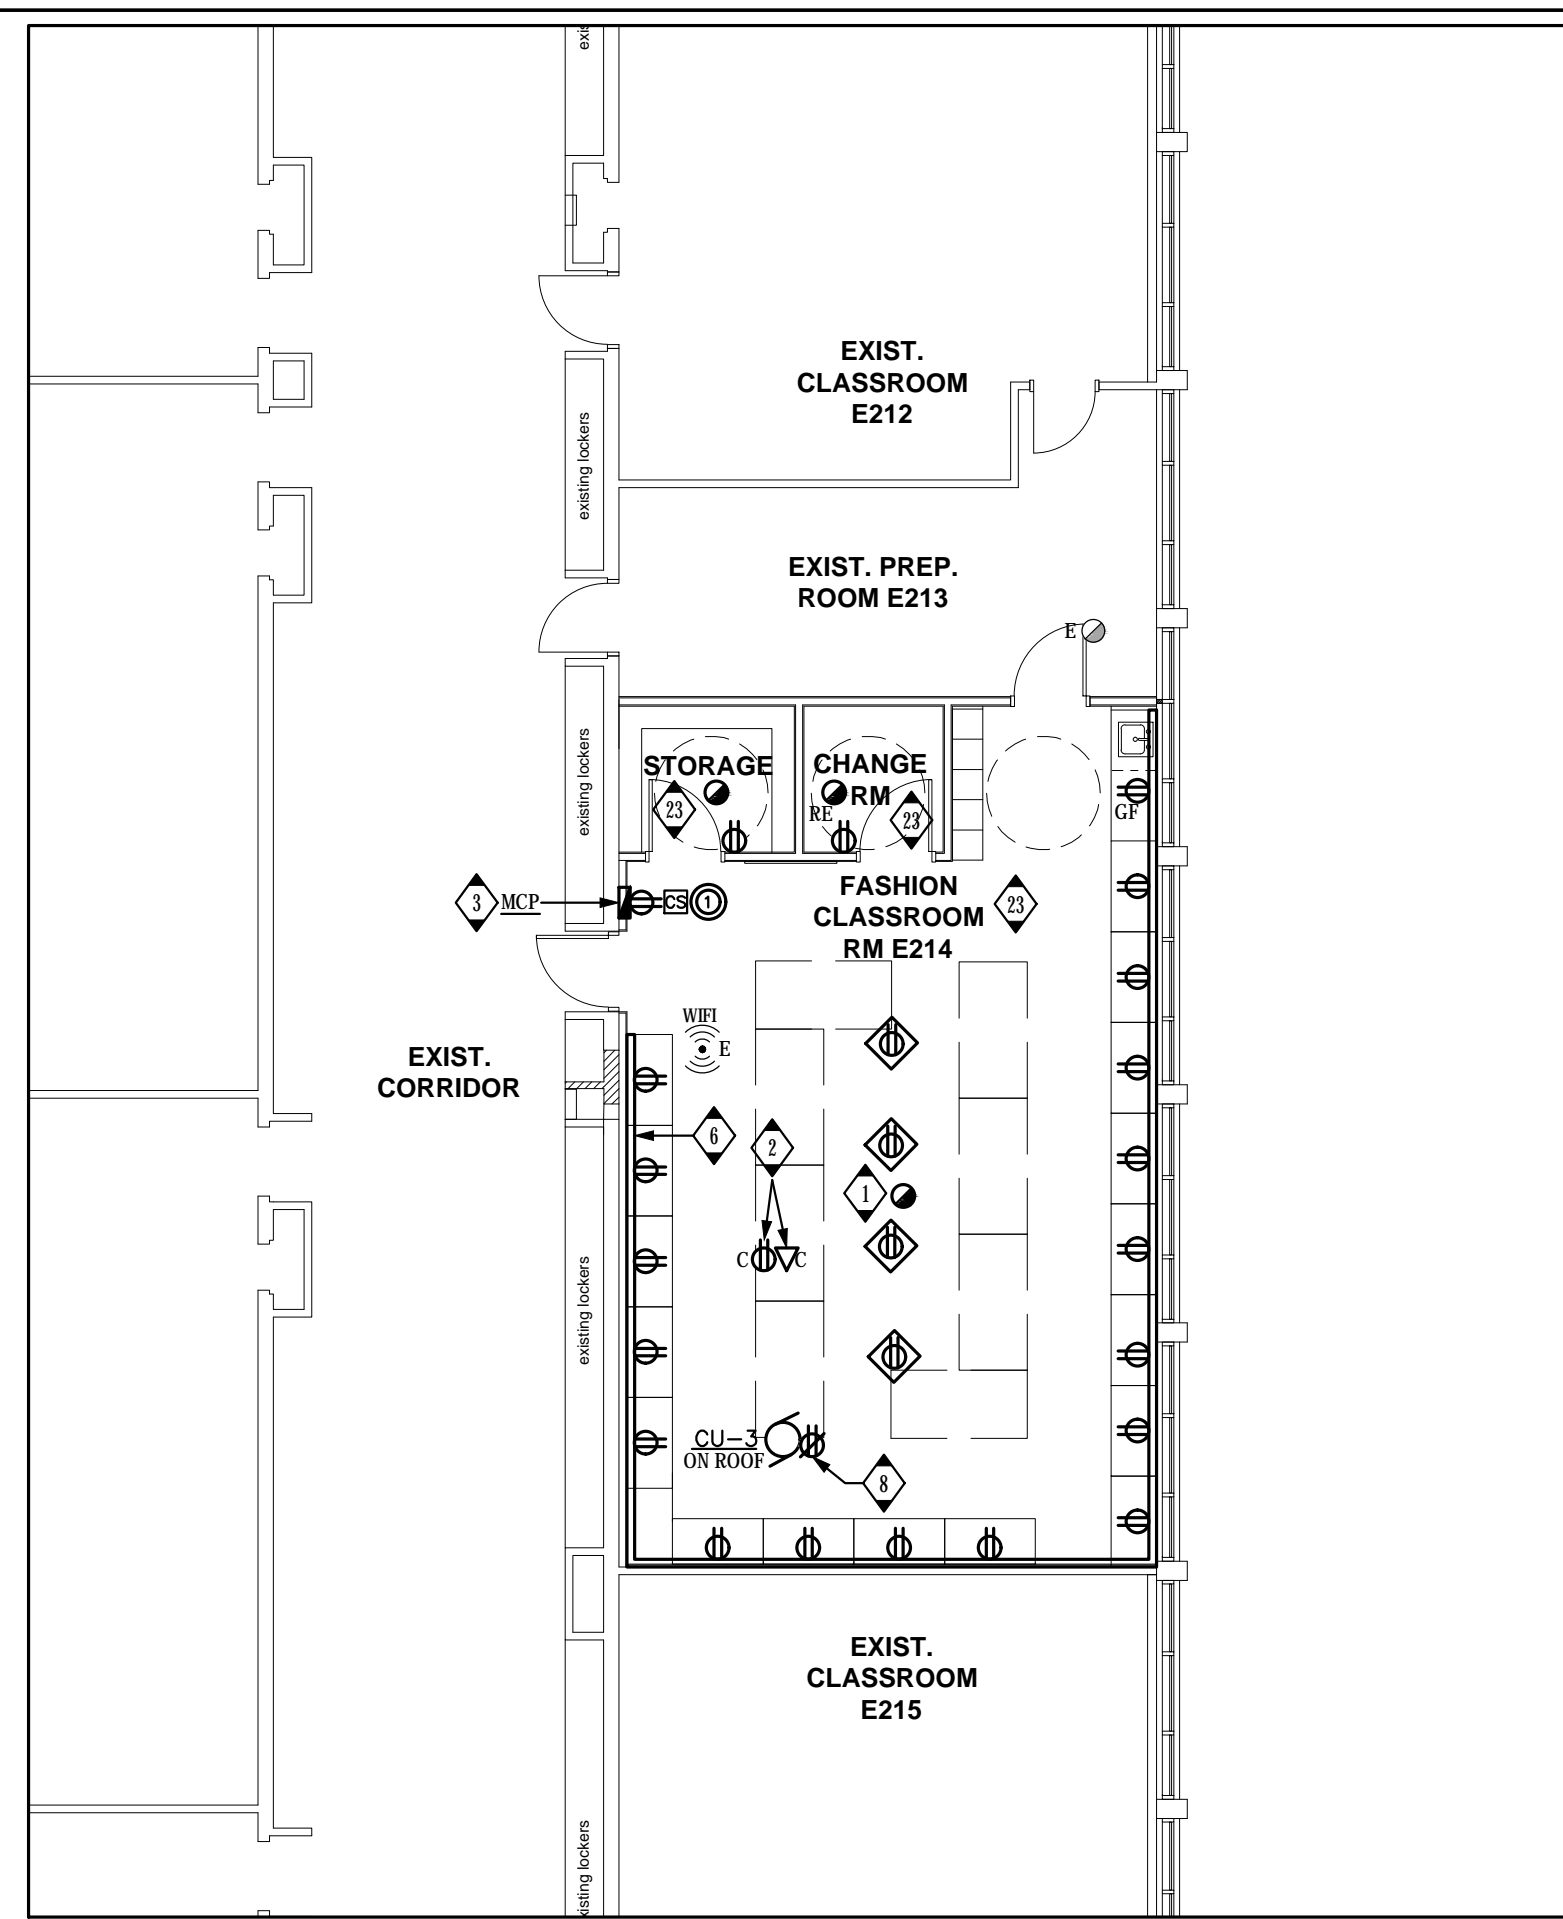 exis
EXIST.
CLASSROOM
E212
existing lockers
EXIST. PREP.
ROOM E213
E
existing lockers
STORAGE
CHANGE
RM
RE
23
23
GF
3
MCP
CS
1
FASHION
CLASSROOM
RM E214
23
WIFI
E
EXIST.
CORRIDOR
6
2
1
C
C
existing lockers
CU-3
ON ROOF
8
EXIST.
CLASSROOM
E215
existing lockers